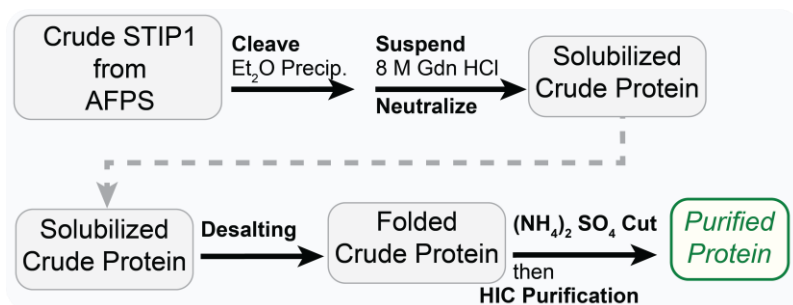 Crude STIP1
from
AFPS
Cleave
Et2O Precip.
Suspend
8 M Gdn HCl
Neutralize
Solubilized
Crude Protein
Solubilized
Crude Protein
Desalting
Folded
Crude Protein
(NH4)2 SO4 Cut
then
HIC Purification
Purified
Protein